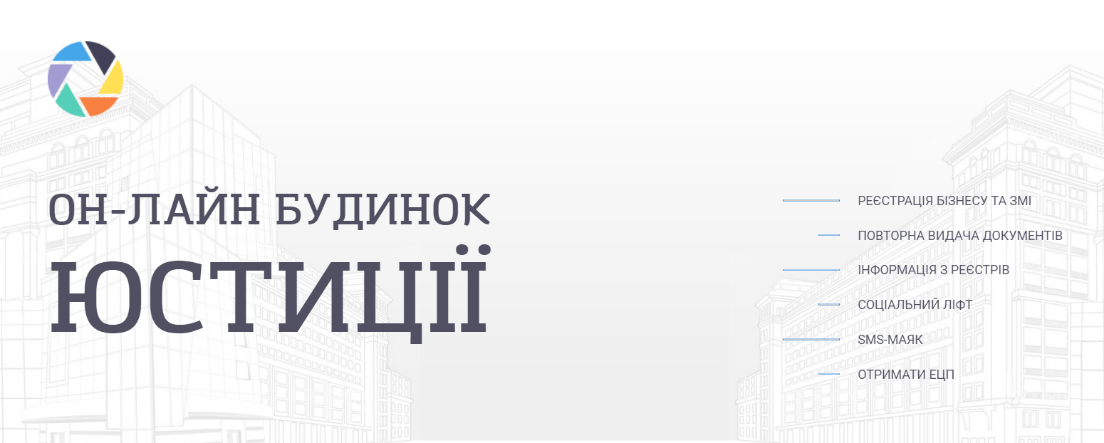 ОН-ЛАЙН БУДИНОК
ЮСТИЦІЇ
РЕЄСТРАЦІЯ БІЗНЕСУ ТА ЗМІ
ПОВТОРНА ВИДАЧА ДОКУМЕНТІВ
ІНФОРМАЦІЯ З РЕЄСТРІВ
СОЦІАЛЬНИЙ ЛІФТ
SMS-МАЯК
ОТРИМАТИ ЕЦП